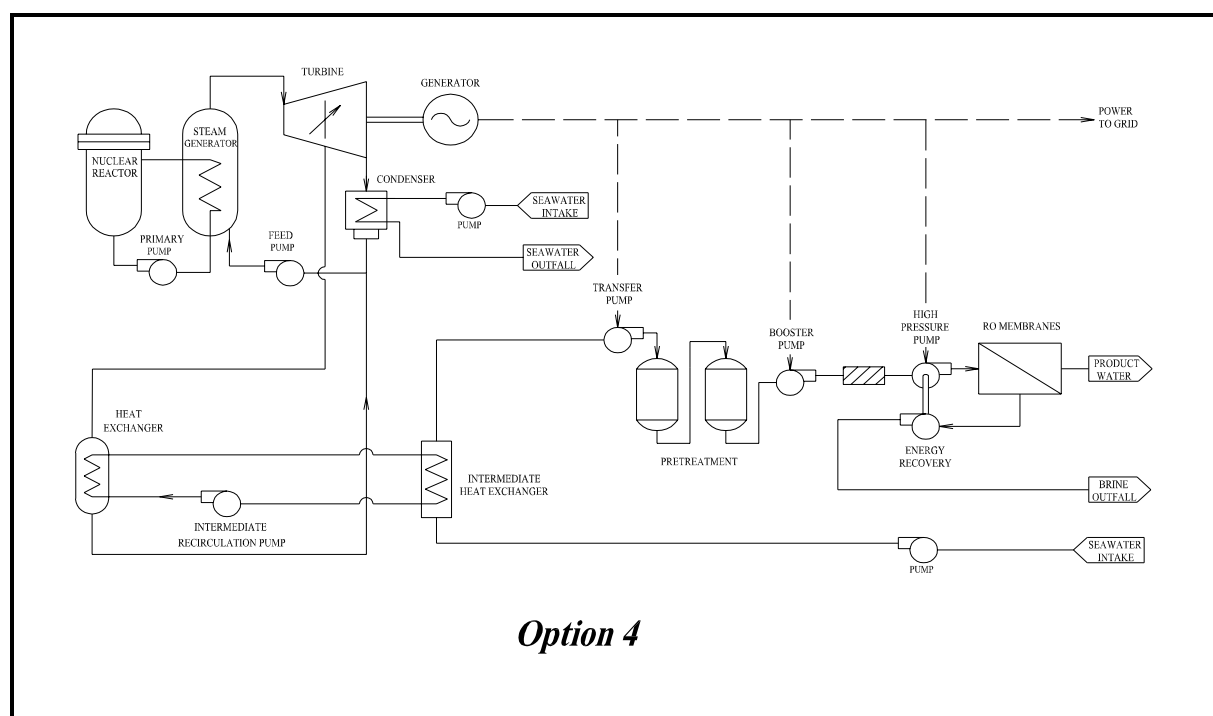 TURBINE
GENERATOR
POWER
TO GRID
STEAM
GENERATOR
NUCLEAR
REACTOR
CONDENSER
SEAWATER
INTAKE
PUMP
PRIMARY
PUMP
FEED
PUMP
SEAWATER
OUTFALL
TRANSFER
PUMP
BOOSTER
PUMP
HIGH
PRESSURE
PUMP
RO MEMBRANES
PRODUCT
WATER
HEAT
EXCHANGER
PRETREATMENT
ENERGY
RECOVERY
INTERMEDIATE
HEAT EXCHANGER
BRINE
OUTFALL
INTERMEDIATE
RECIRCULATION PUMP
SEAWATER
INTAKE
PUMP
Option 4